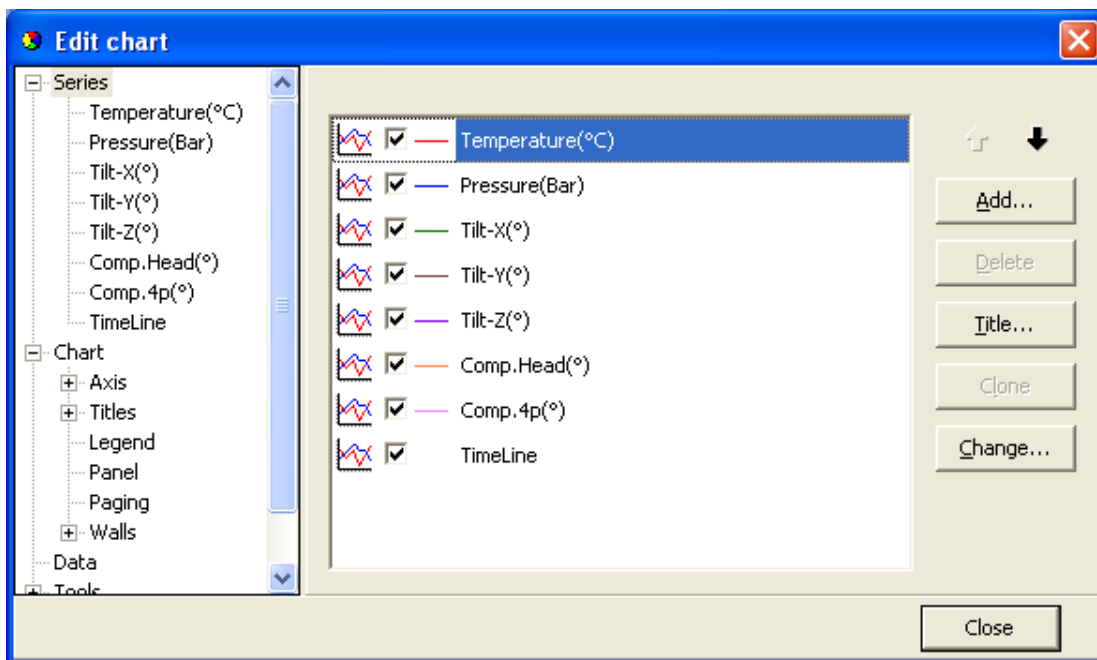 Edit chart
Series
Temperature(°C)
Pressure(Bar)
Tilt-X(°)
Tilt-Y(°)
Tilt-Z(°)
Comp.Head(°)
Comp.4p(°)
TimeLine
Chart
Axis
Titles
Legend
Panel
Paging
Walls
Data
Tools
Temperature(°C)
Pressure(Bar)
Tilt-X(°)
Tilt-Y(°)
Tilt-Z(°)
Comp.Head(°)
Comp.4p(°)
TimeLine
Add...
Delete
Title...
Clone
Change...
Close